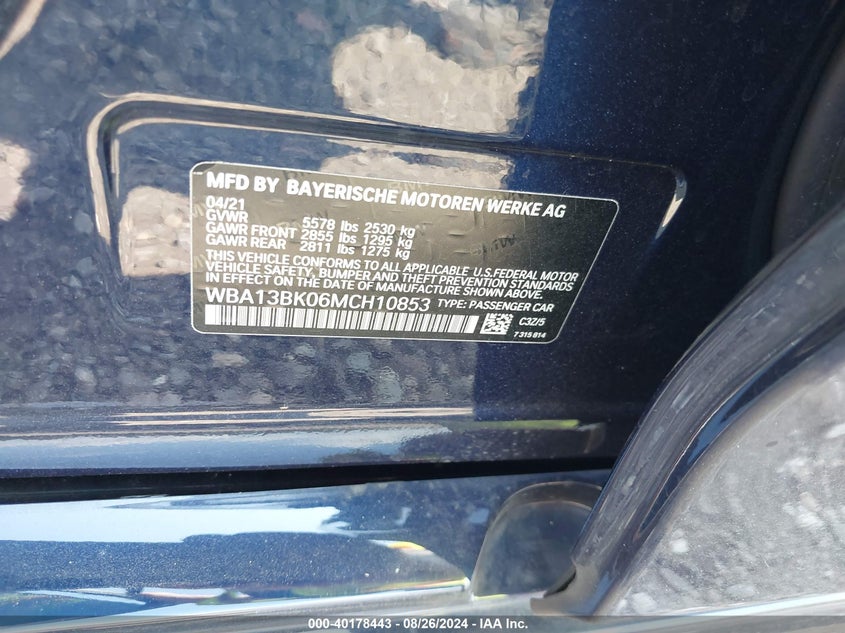 MFD BY BAYERISCHE MOTOREN WERKE AG
04/21
GVWR 5578 lbs 2530 kg
GAWR FRONT 2855 lbs 1295 kg
GAWR REAR 2811 lbs 1275 kg
THIS VEHICLE CONFORMS TO ALL APPLICABLE U.S.FEDERAL MOTOR
VEHICLE SAFETY, BUMPER AND THEFT PREVENTION STANDARDS IN
EFFECT ON THE DATE OF MANUFACTURE SHOWN ABOVE.
WBA13BK06MCH10853 TYPE: PASSENGER CAR
C3Z/5
7 315 814
000-40178443 - 08/26/2024 - IAA Inc.